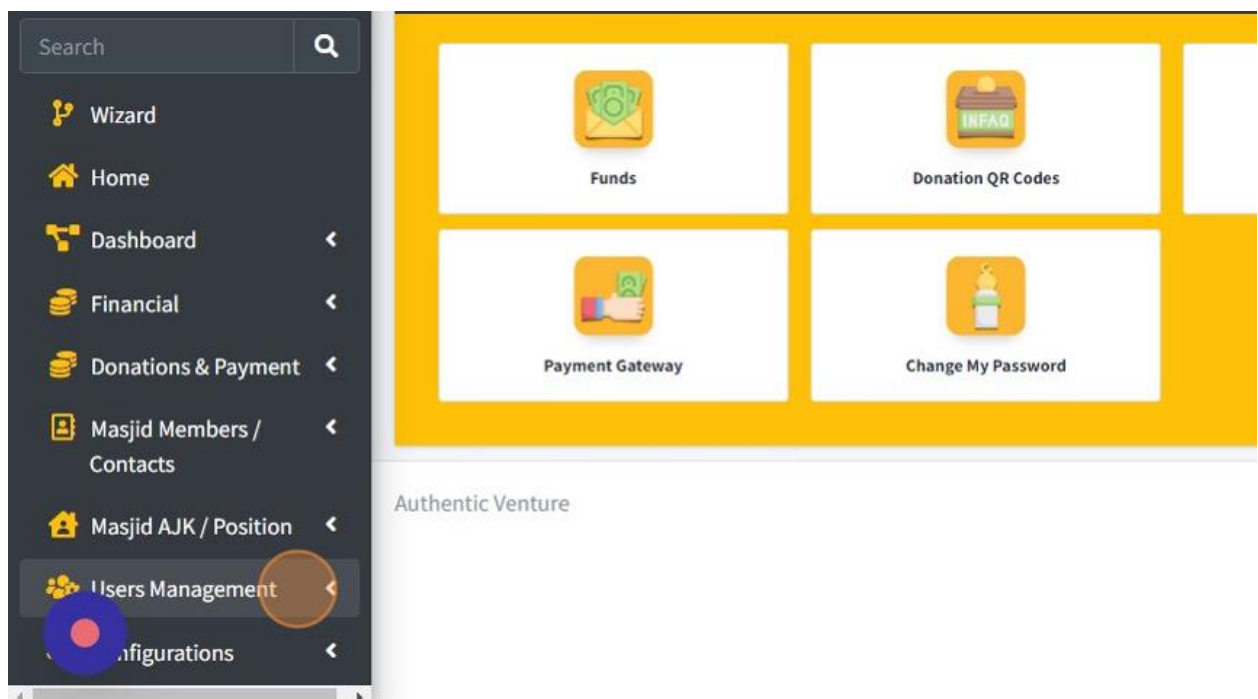 Search
Wizard
Home
Dashboard
Financial
Donations & Payment
Masjid Members /
Contacts
Masjid AJK / Position
Users Management
nfigurations
INFAQ
Funds
Donation QR Codes
Payment Gateway
Change My Password
Authentic Venture